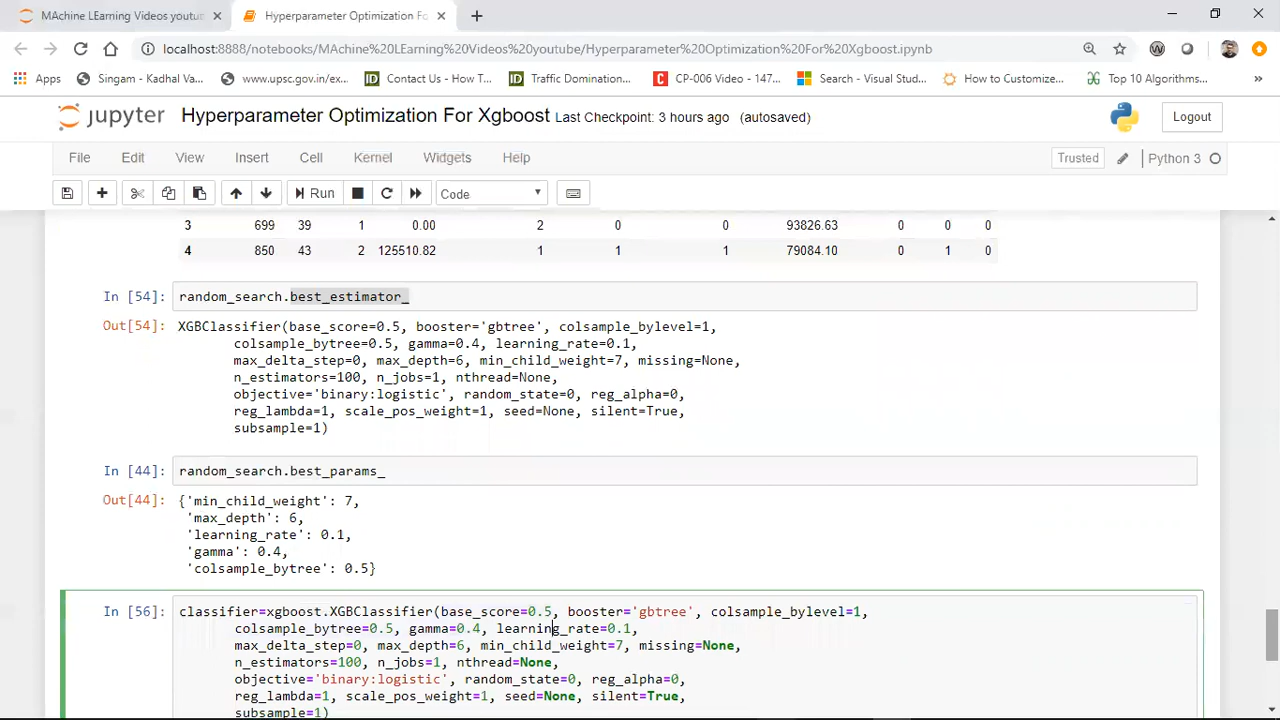 MAchine LEarning Videos youtu
Hyperparameter Optimization Fo
localhost:8888/notebooks/MAchine%20LEarning%20Videos%20youtube/Hyperparameter%20Optimization%20For%20Xgboost.ipynb
Apps
Singam - Kadhal Va...
www.upsc.gov.in/ex...
ID Contact Us - How T...
ID Traffic Domination...
C CP-006 Video - 147...
Search - Visual Stud...
How to Customize...
Top 10 Algorithms...
jupyter Hyperparameter Optimization For Xgboost Last Checkpoint: 3 hours ago (autosaved)
Logout
File Edit View Insert Cell Kernel Widgets Help
Trusted Python 3
Run Code
3 699 39 1 0.00 2 0 0 93826.63 0 0 0
4 850 43 2 125510.82 1 1 1 79084.10 0 1 0
In [54]: random_search.best_estimator_
Out[54]: XGBClassifier(base_score=0.5, booster='gbtree', colsample_bylevel=1,
colsample_bytree=0.5, gamma=0.4, learning_rate=0.1,
max_delta_step=0, max_depth=6, min_child_weight=7, missing=None,
n_estimators=100, n_jobs=1, nthread=None,
objective='binary:logistic', random_state=0, reg_alpha=0,
reg_lambda=1, scale_pos_weight=1, seed=None, silent=True,
subsample=1)
In [44]: random_search.best_params_
Out[44]: {'min_child_weight': 7,
'max_depth': 6,
'learning_rate': 0.1,
'gamma': 0.4,
'colsample_bytree': 0.5}
In [56]: classifier=xgboost.XGBClassifier(base_score=0.5, booster='gbtree', colsample_bylevel=1,
colsample_bytree=0.5, gamma=0.4, learning_rate=0.1,
max_delta_step=0, max_depth=6, min_child_weight=7, missing=None,
n_estimators=100, n_jobs=1, nthread=None,
objective='binary:logistic', random_state=0, reg_alpha=0,
reg_lambda=1, scale_pos_weight=1, seed=None, silent=True,
subsample=1)